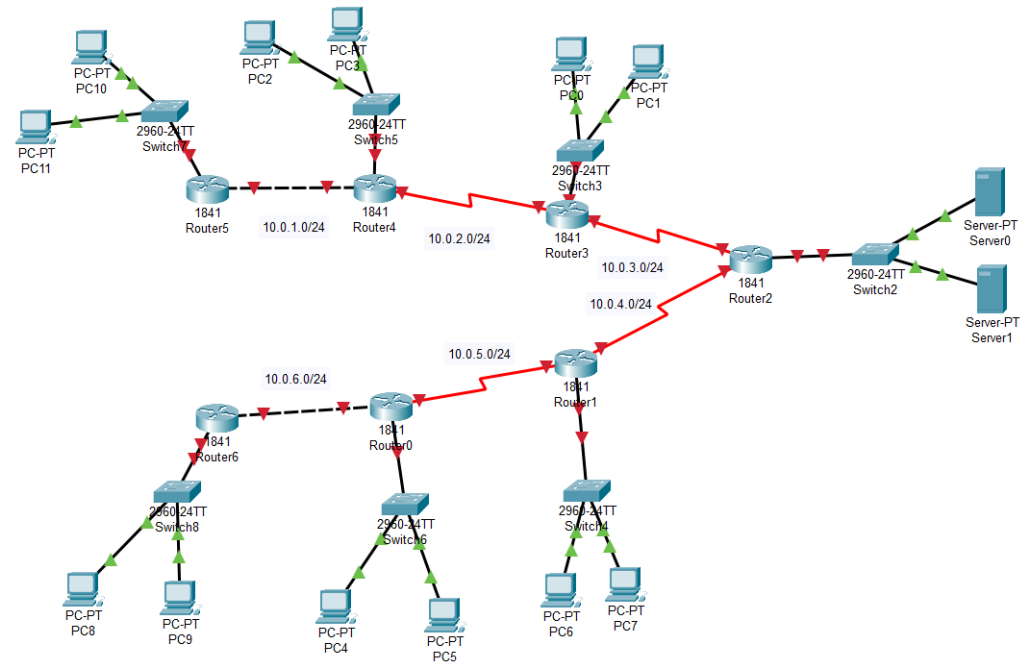 PC-PT
PC10
PC-PT
PC11
2960-24TT
Switch7
1841
Router5
10.0.1.0/24
PC-PT
PC2
PC-PT
PC3
2960-24TT
Switch5
1841
Router4
10.0.2.0/24
PC-PT
PC0
PC-PT
PC1
2960-24TT
Switch3
1841
Router3
10.0.3.0/24
1841
Router2
2960-24TT
Switch2
Server-PT
Server0
Server-PT
Server1
10.0.4.0/24
10.0.5.0/24
1841
Router1
10.0.6.0/24
1841
Router0
1841
Router6
2960-24TT
Switch8
2960-24TT
Switch6
2960-24TT
Switch4
PC-PT
PC8
PC-PT
PC9
PC-PT
PC4
PC-PT
PC5
PC-PT
PC6
PC-PT
PC7